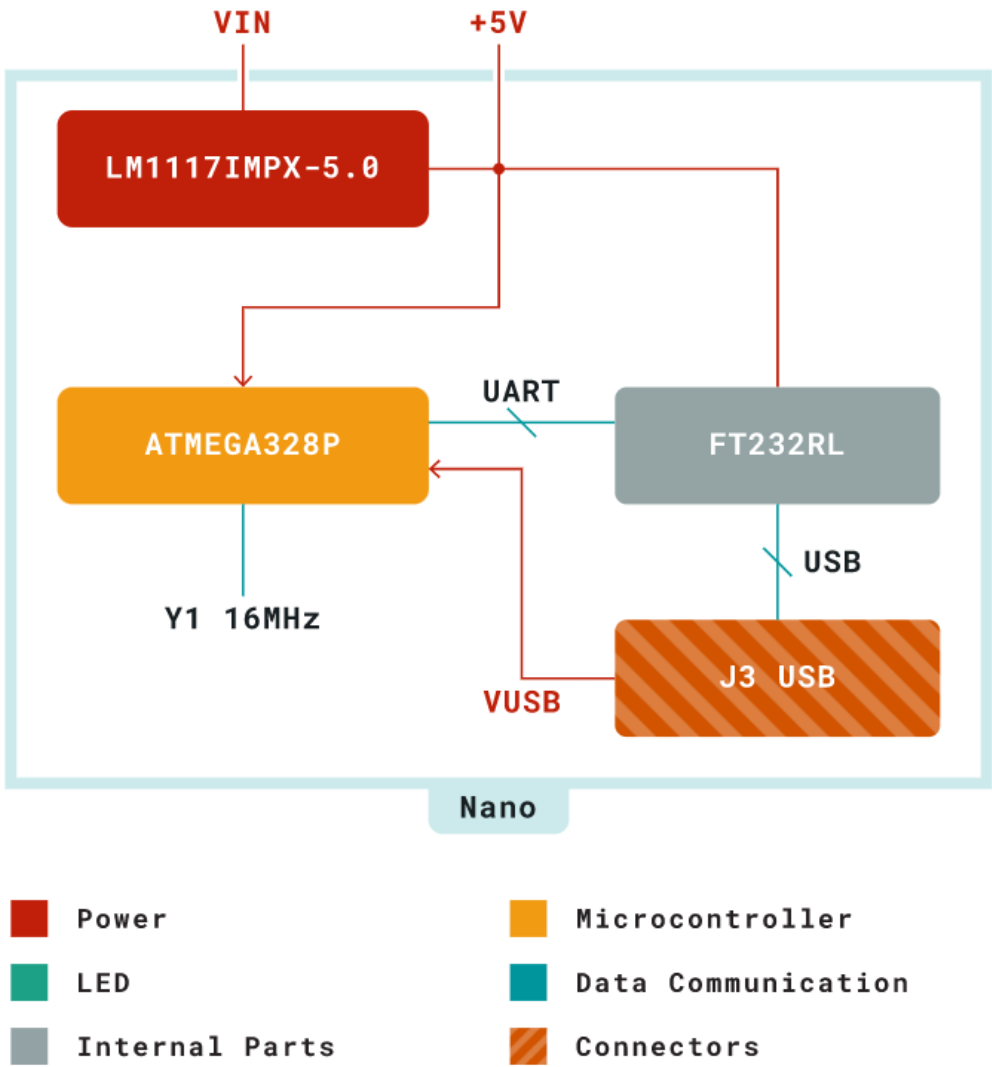 VIN
+5V
LM1117IMPX-5.0
UART
ATMEGA328P
FT232RL
USB
Y1 16MHz
J3 USB
VUSB
Nano
Power
Microcontroller
LED
Data Communication
Internal Parts
Connectors